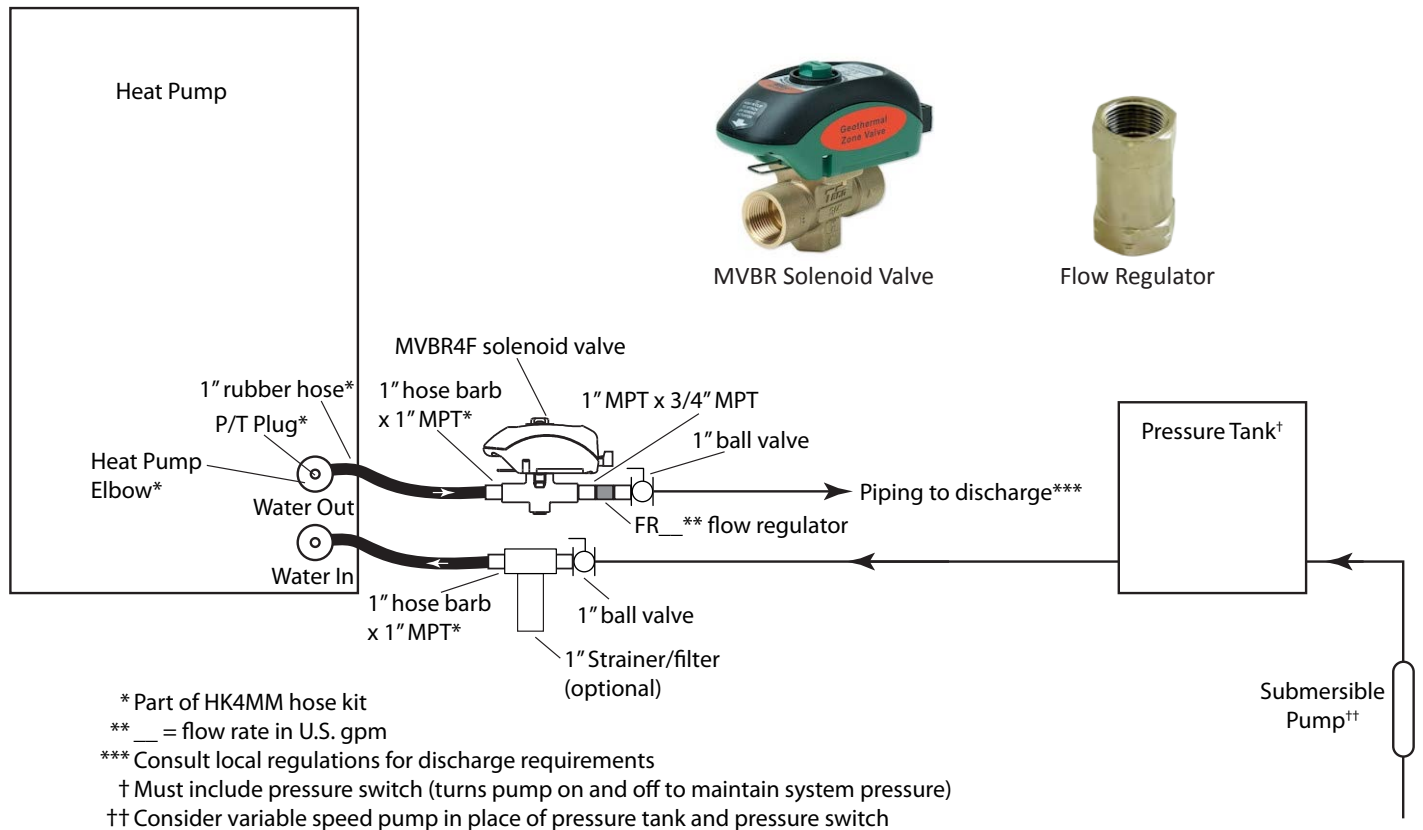 Heat Pump
Geothermal
Zone Valve
Taco
MVBR Solenoid Valve
Flow Regulator
MVBR4F solenoid valve
1” rubber hose*
1” hose barb
x 1” MPT*
1” MPT x 3/4” MPT
P/T Plug*
1” ball valve
Pressure Tank†
Heat Pump
Elbow*
Water Out
Piping to discharge***
FR__** flow regulator
Water In
1” hose barb
x 1” MPT*
1” ball valve
1” Strainer/filter
(optional)
Submersible
Pump††
* Part of HK4MM hose kit
** __ = flow rate in U.S. gpm
*** Consult local regulations for discharge requirements
† Must include pressure switch (turns pump on and off to maintain system pressure)
†† Consider variable speed pump in place of pressure tank and pressure switch